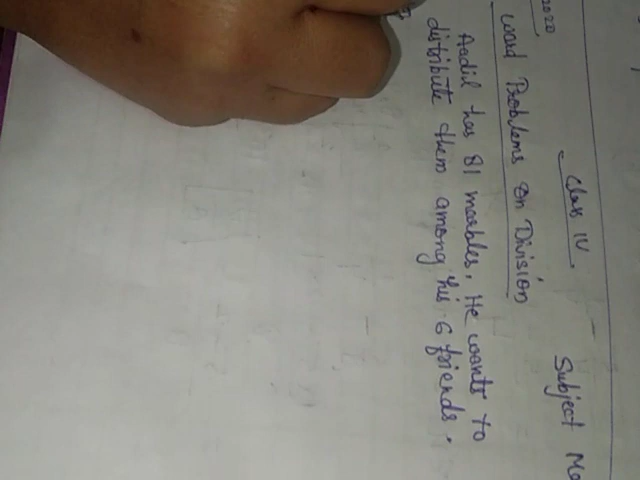 2020
Class IV.
Subject
Word Problems on Division
Aadil has 81 marbles. He wants to
distribute them among his 6 friends.